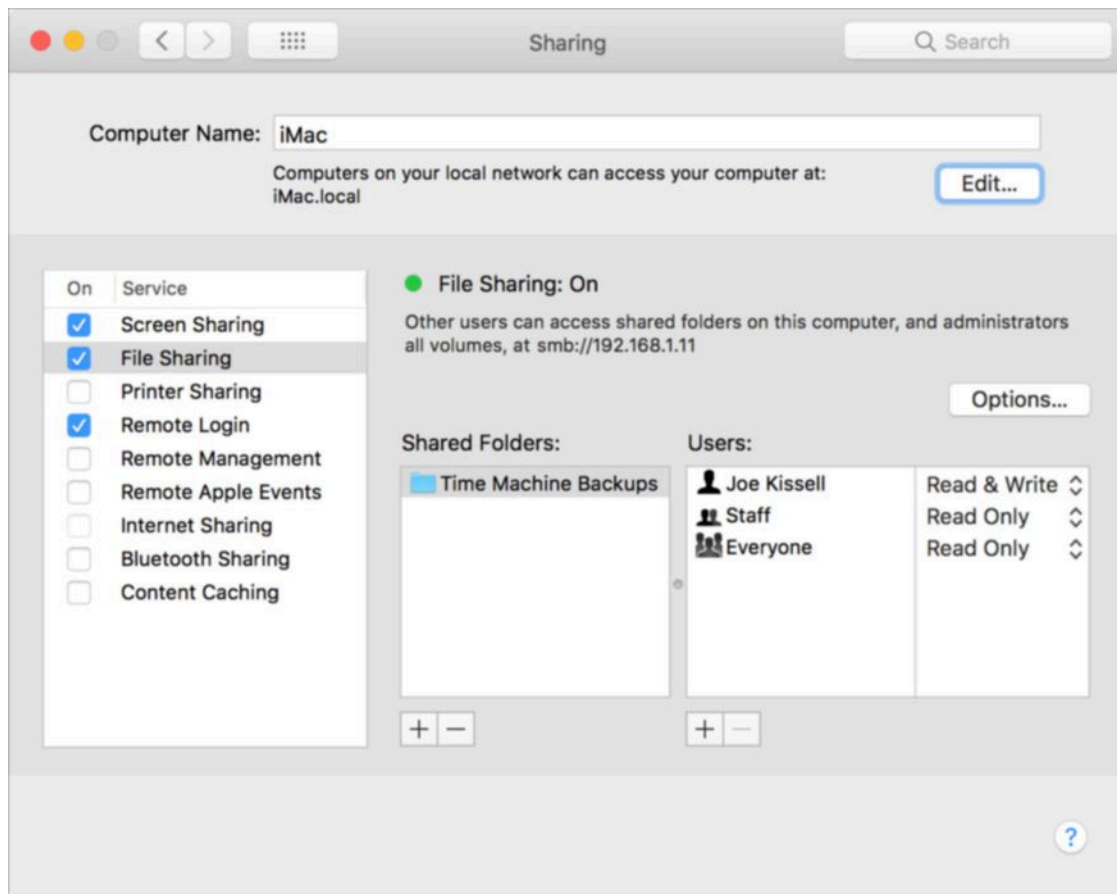 Sharing
Search
Computer Name: iMac
Computers on your local network can access your computer at:
iMac.local
Edit...
On Service
Screen Sharing
File Sharing
Printer Sharing
Remote Login
Remote Management
Remote Apple Events
Internet Sharing
Bluetooth Sharing
Content Caching
File Sharing: On
Other users can access shared folders on this computer, and administrators
all volumes, at smb://192.168.1.11
Options...
Shared Folders:
Time Machine Backups
+ −
Users:
Joe Kissell Read & Write
Staff Read Only
Everyone Read Only
+ −
?